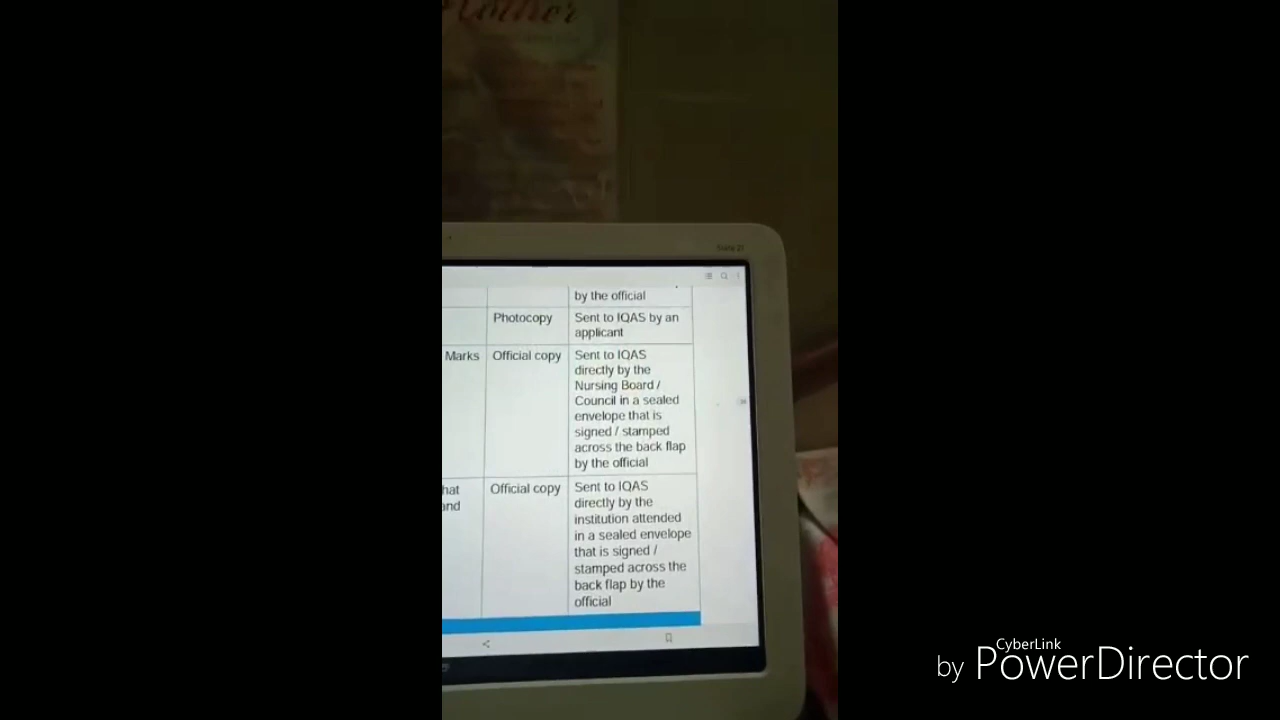 Mother
by the official
Photocopy
Sent to IQAS by an
applicant
Marks
Official copy
Sent to IQAS
directly by the
Nursing Board /
Council in a sealed
envelope that is
signed / stamped
across the back flap
by the official
hat
and
Official copy
Sent to IQAS
directly by the
institution attended
in a sealed envelope
that is signed /
stamped across the
back flap by the
official
CyberLink
by PowerDirector